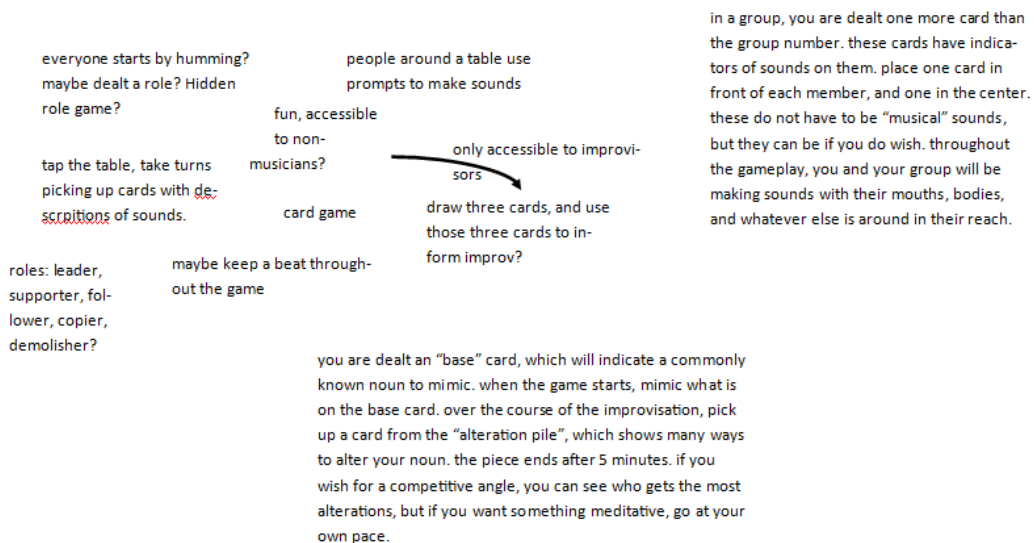 everyone starts by humming?
maybe dealt a role? Hidden
role game?
people around a table use
prompts to make sounds
in a group, you are dealt one more card than
the group number. these cards have indica-
tors of sounds on them. place one card in
front of each member, and one in the center.
these do not have to be “musical” sounds,
but they can be if you do wish. throughout
the gameplay, you and your group will be
making sounds with their mouths, bodies,
and whatever else is around in their reach.
fun, accessible
to non-
musicians?
only accessible to improvi-
sors
tap the table, take turns
picking up cards with de-
scrpitions of sounds.
card game
draw three cards, and use
those three cards to in-
form improv?
roles: leader,
supporter, fol-
lower, copier,
demolisher?
maybe keep a beat through-
out the game
you are dealt an “base” card, which will indicate a commonly
known noun to mimic. when the game starts, mimic what is
on the base card. over the course of the improvisation, pick
up a card from the “alteration pile”, which shows many ways
to alter your noun. the piece ends after 5 minutes. if you
wish for a competitive angle, you can see who gets the most
alterations, but if you want something meditative, go at your
own pace.